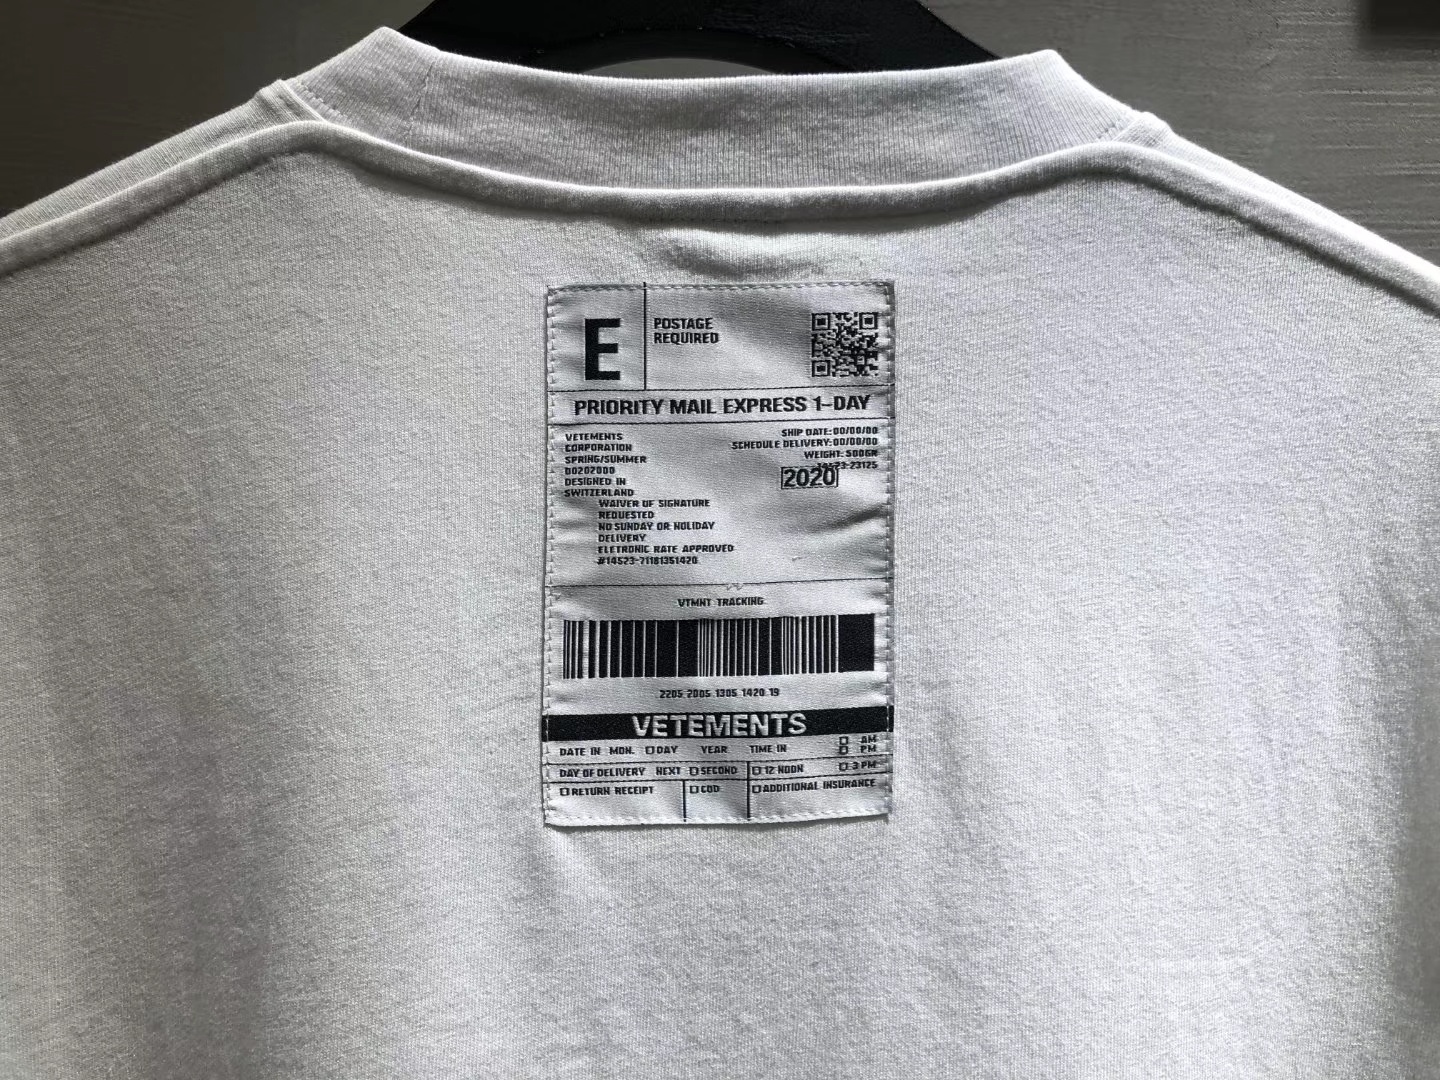 E
POSTAGE
REQUIRED
PRIORITY MAIL EXPRESS 1-DAY
VETEMENTS
CORPORATION
SPRING/SUMMER
00202000
DESIGNED IN
SWITZERLAND
SHIP DATE:00/00/00
SCHEDULE DELIVERY:00/00/00
WEIGHT: 500GR
14523-23125
2020
WAIVER OF SIGNATURE
REQUESTED
NO SUNDAY OR HOLIDAY
DELIVERY
ELETRONIC RATE APPROVED
#14523-71181351420
VTMNT TRACKING
2205 2005 1305 1420 19
VETEMENTS
DATE IN MON. DAY YEAR TIME IN AM
PM
DAY OF DELIVERY NEXT SECOND 12 NOON 3 PM
RETURN RECEIPT COD ADDITIONAL INSURANCE